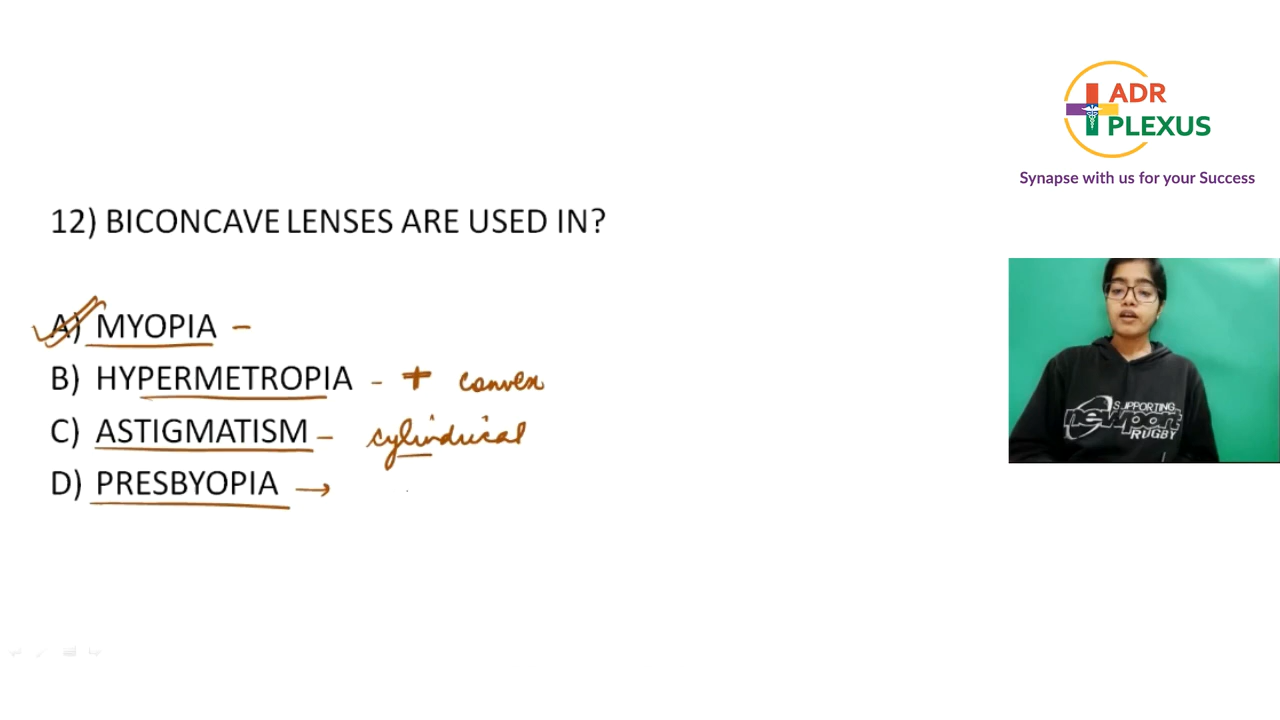 ADR
PLEXUS
Synapse with us for your Success
12) BICONCAVE LENSES ARE USED IN?
A) MYOPIA -
B) HYPERMETROPIA - + convex
C) ASTIGMATISM - cylindrical
D) PRESBYOPIA →
SUPPORTING
newport
RUGBY